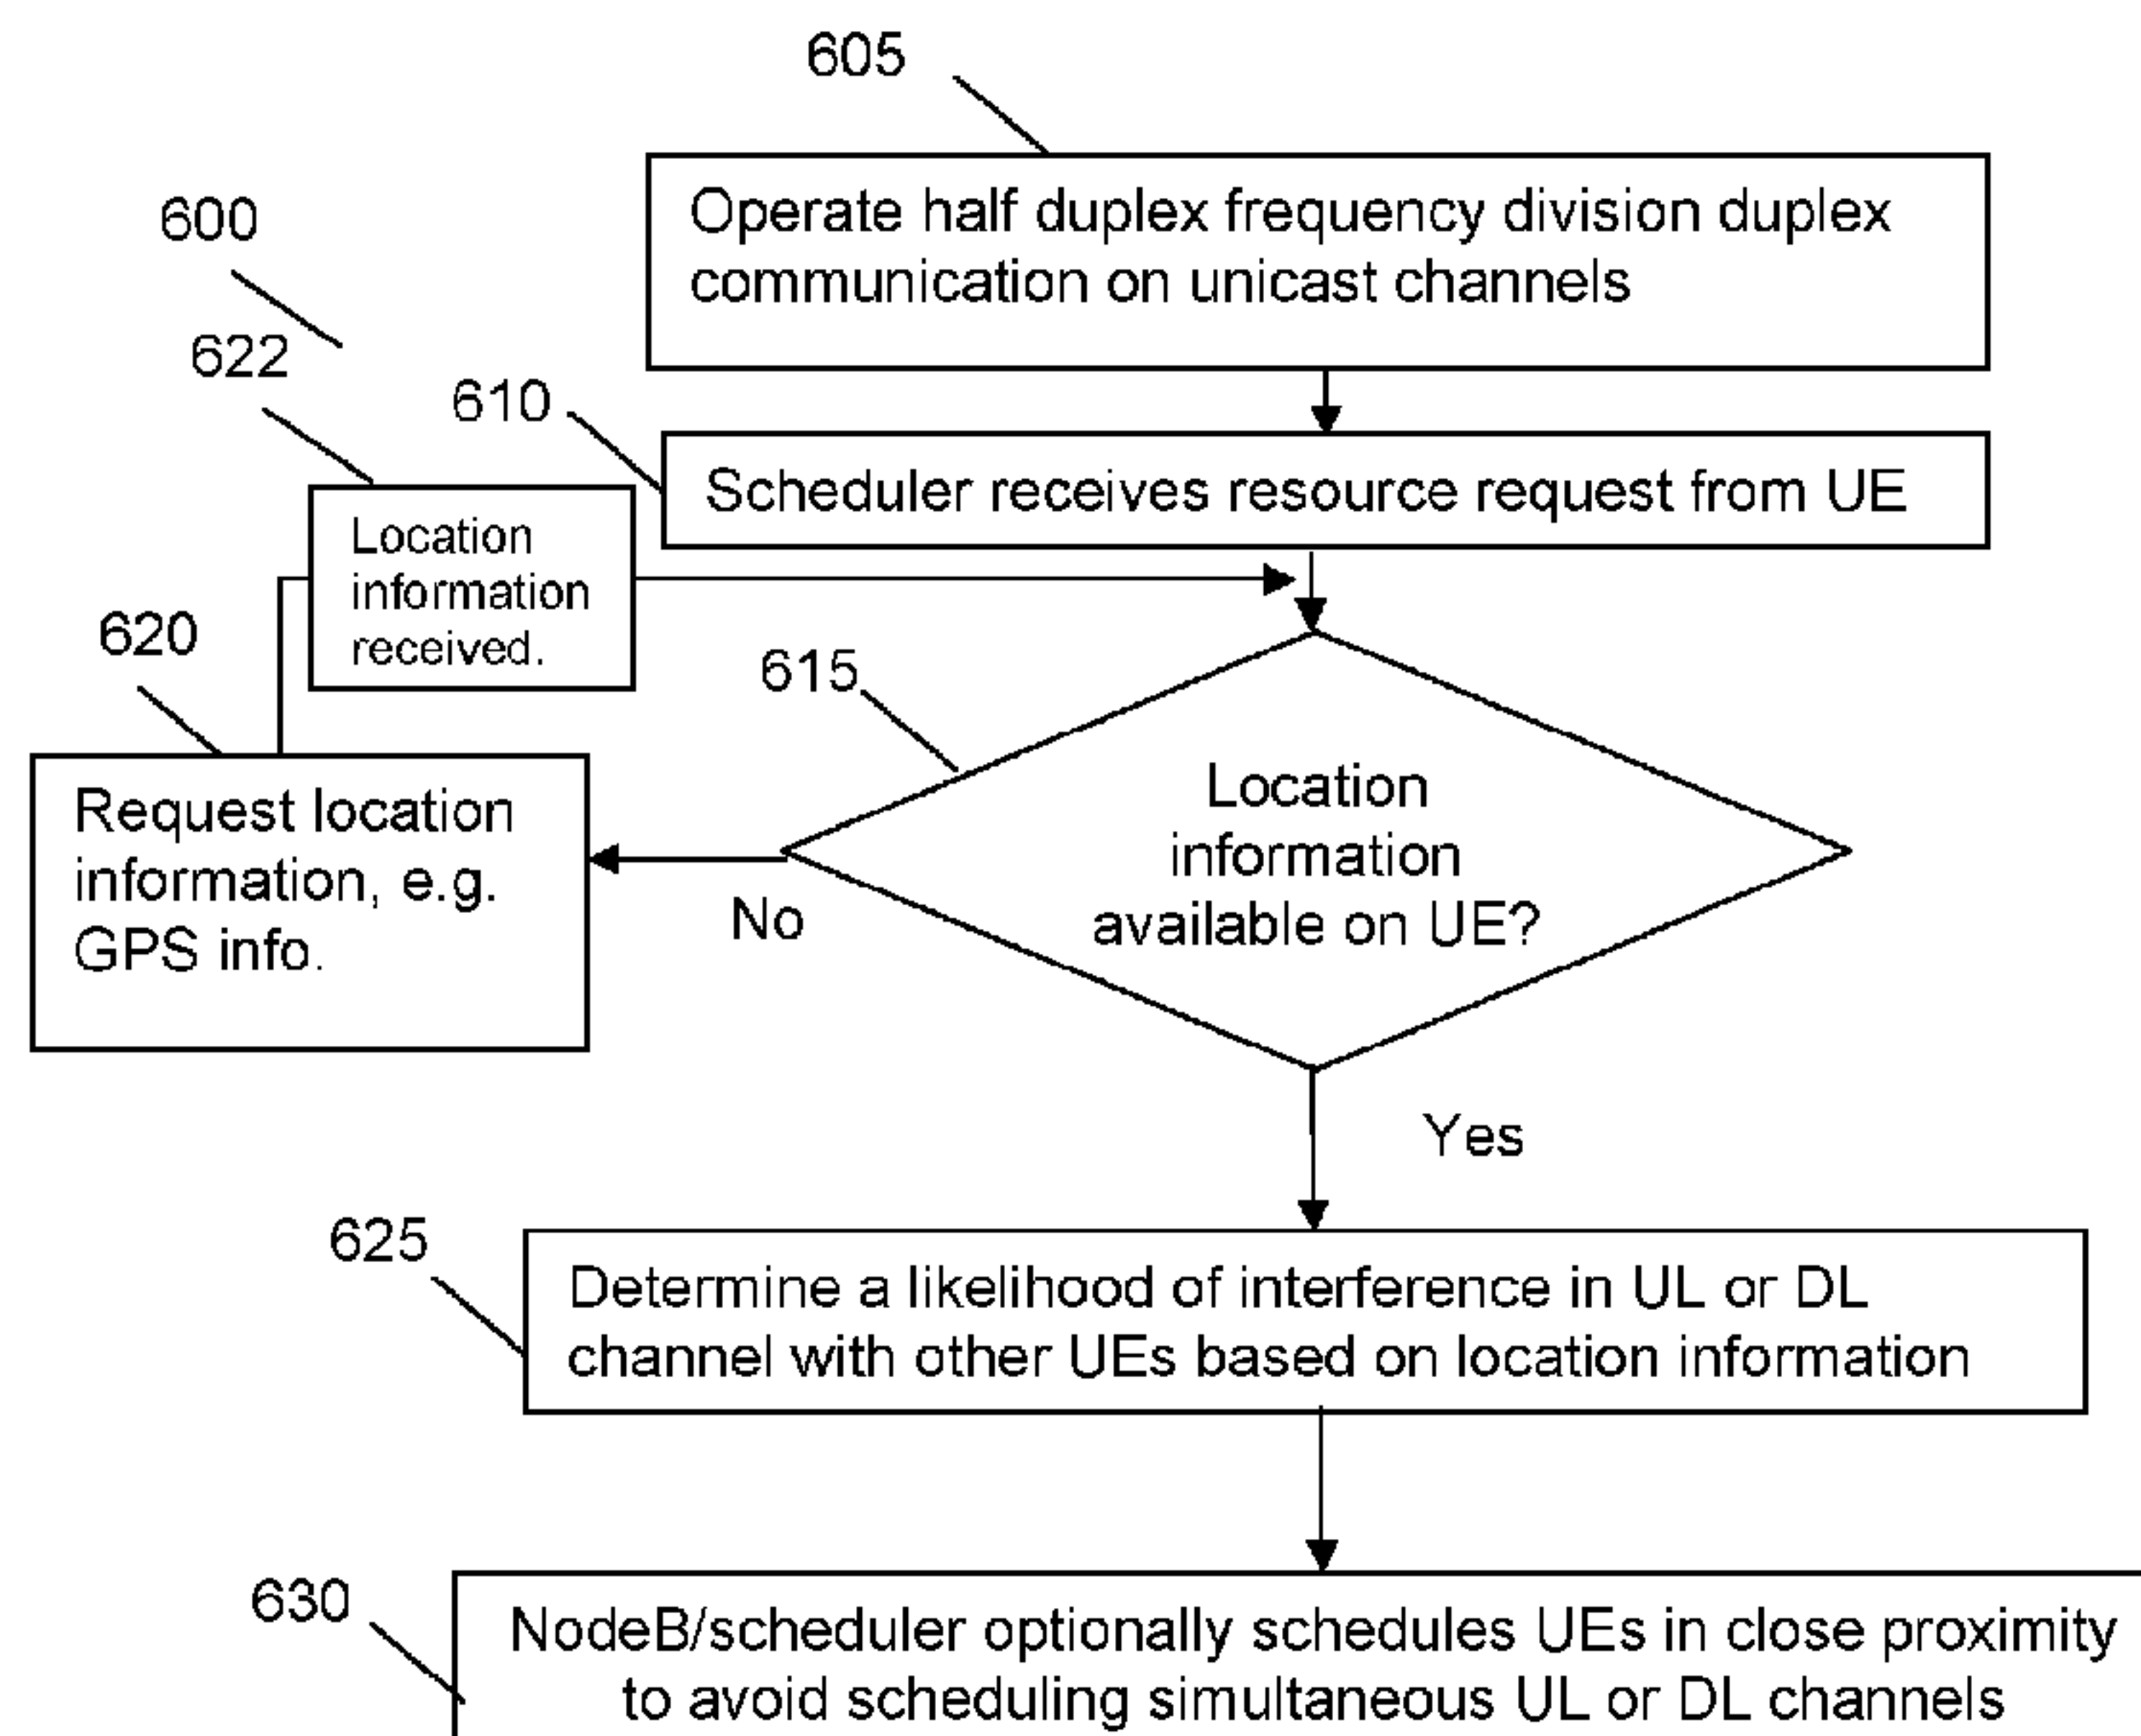 605
Operate half duplex frequency division duplex
communication on unicast channels
600
622
610
Scheduler receives resource request from UE
Location
information
received.
620
615
Location
information
available on UE?
Request location
information, e.g.
GPS info.
No
Yes
625
Determine a likelihood of interference in UL or DL
channel with other UEs based on location information
630
NodeB/scheduler optionally schedules UEs in close proximity
to avoid scheduling simultaneous UL or DL channels